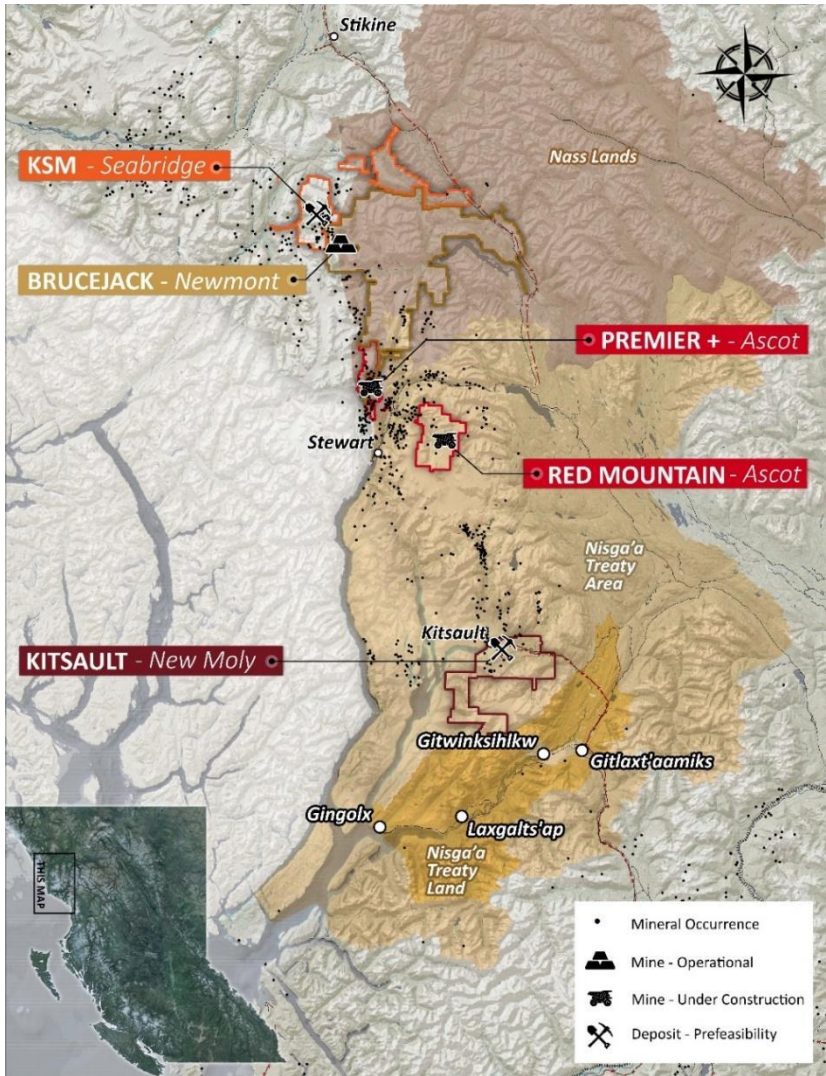 Stikine
Nass Lands
KSM - Seabridge
BRUCEJACK - Newmont
PREMIER + - Ascot
Stewart
RED MOUNTAIN - Ascot
Nisga'a
Treaty
Area
Kitsault
KITSAULT - New Moly
Gitwinksihlkw
Gitlaxt'aamiks
Gingolx
Laxgalts'ap
Nisga'a
Treaty
Land
THIS MAP
Mineral Occurrence
Mine - Operational
Mine - Under Construction
Deposit - Prefeasibility